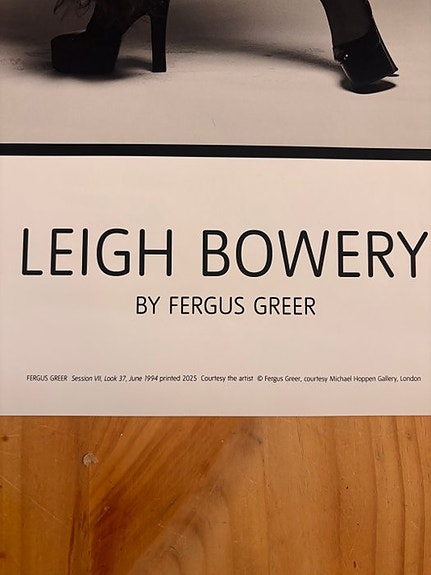 LEIGH BOWERY
BY FERGUS GREER
FERGUS GREER Session VII, Look 37, June 1994 printed 2025 Courtesy the artist © Fergus Greer, courtesy Michael Hoppen Gallery, London